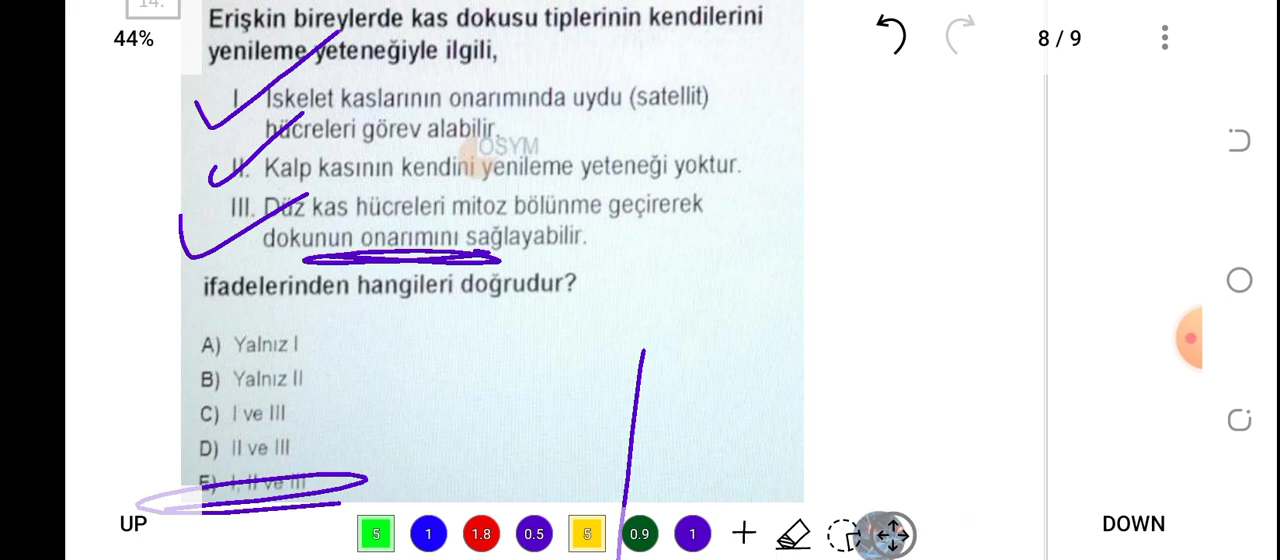 14.
44%
8 / 9
Erişkin bireylerde kas dokusu tiplerinin kendilerini
yenileme yeteneğiyle ilgili,
I. İskelet kaslarının onarımında uydu (satellit)
hücreleri görev alabilir.
ÖSYM
II. Kalp kasının kendini yenileme yeteneği yoktur.
III. Düz kas hücreleri mitoz bölünme geçirerek
dokunun onarımını sağlayabilir.
ifadelerinden hangileri doğrudur?
A) Yalnız I
B) Yalnız II
C) I ve III
D) II ve III
E) I, II ve III
UP
5 1 1.8 0.5 5 0.9 1
DOWN